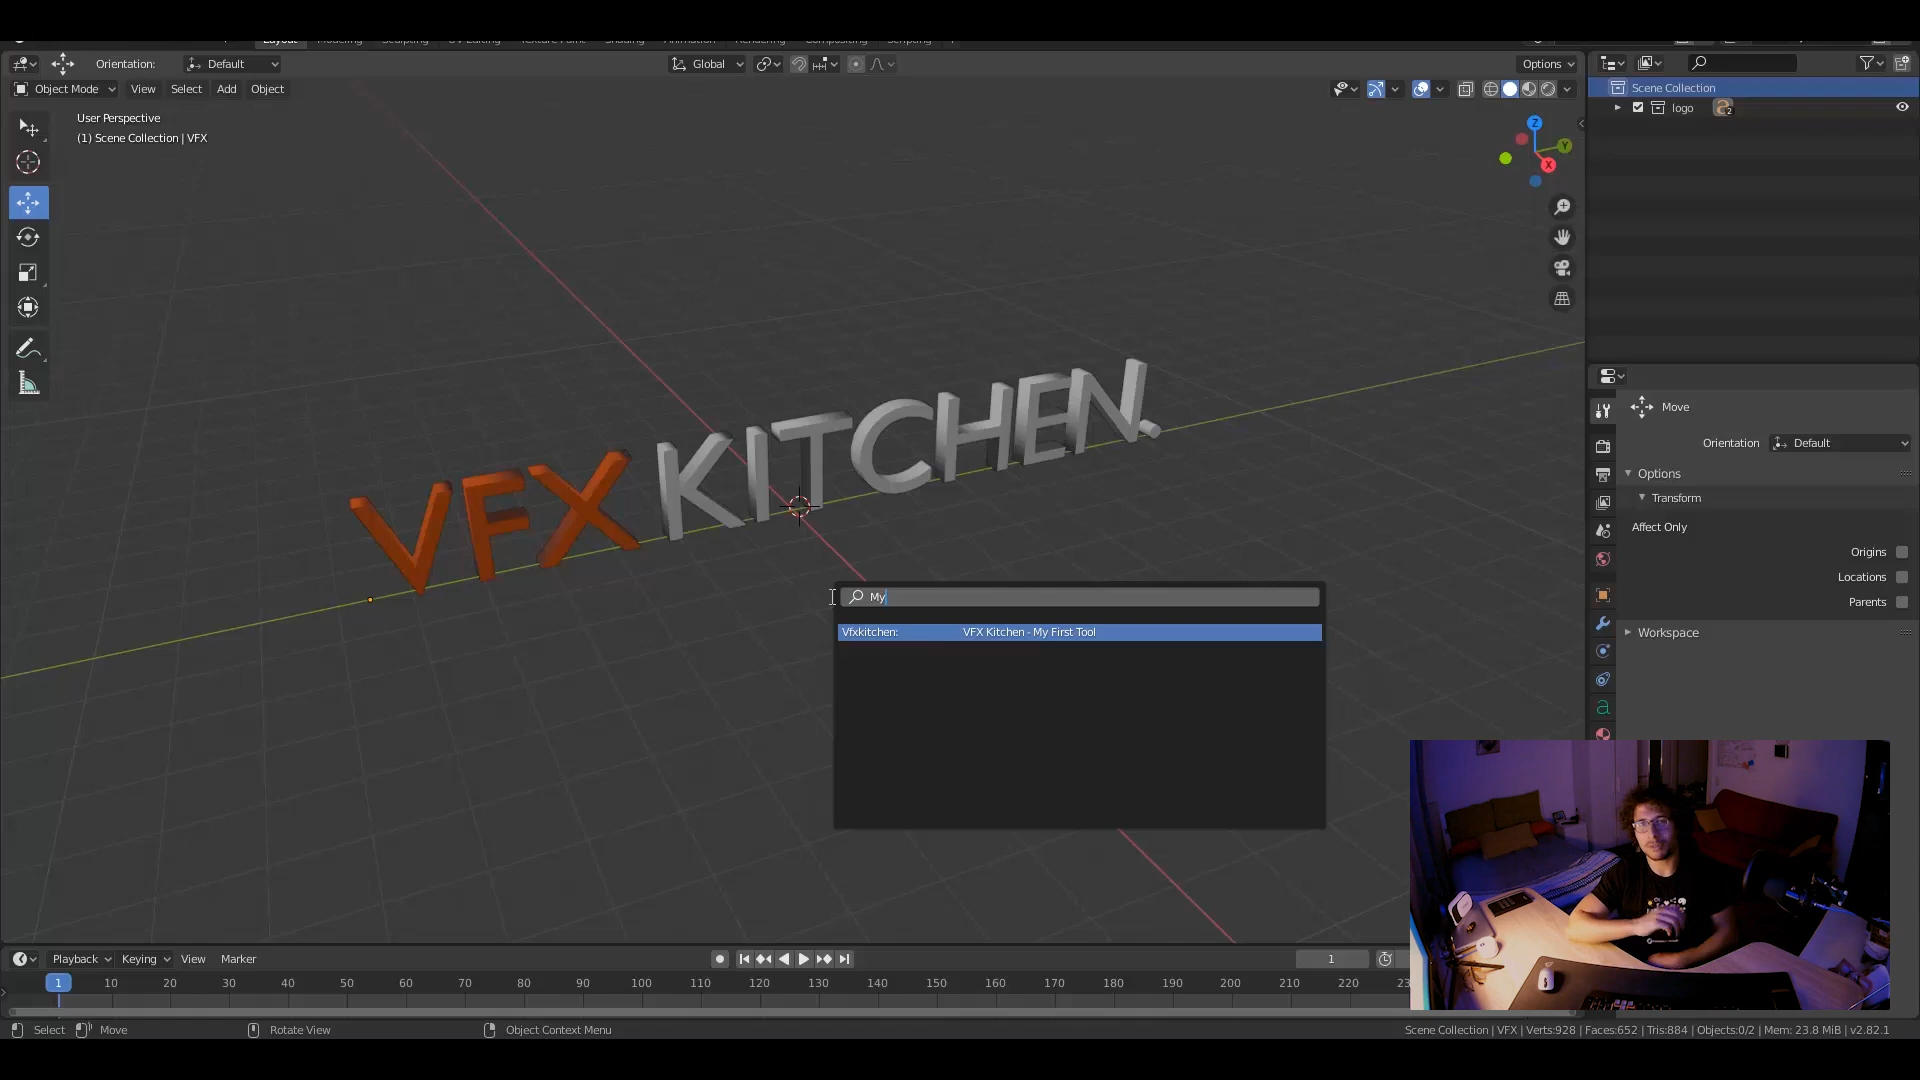 Orientation: Default Global Options
Object Mode View Select Add Object
User Perspective
(1) Scene Collection | VFX
Z
Y
X
VFX KITCHEN.
My
Vfxkitchen: VFX Kitchen - My First Tool
Scene Collection
logo 2
Move
Orientation Default
Options
Transform
Affect Only
Origins
Locations
Parents
Workspace
Playback Keying View Marker 1
1 10 20 30 40 50 60 70 80 90 100 110 120 130 140 150 160 170 180 190 200 210 220
Select Move Rotate View Object Context Menu Scene Collection | VFX | Verts:928 | Faces:652 | Tris:884 | Objects:0/2 | Mem: 23.8 MiB | v2.82.1